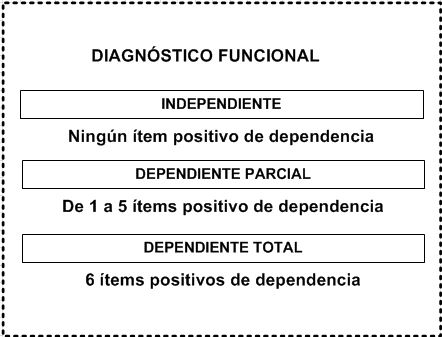 DIAGNÓSTICO FUNCIONAL
INDEPENDIENTE
Ningún ítem positivo de dependencia
DEPENDIENTE PARCIAL
De 1 a 5 ítems positivo de dependencia
DEPENDIENTE TOTAL
6 ítems positivos de dependencia